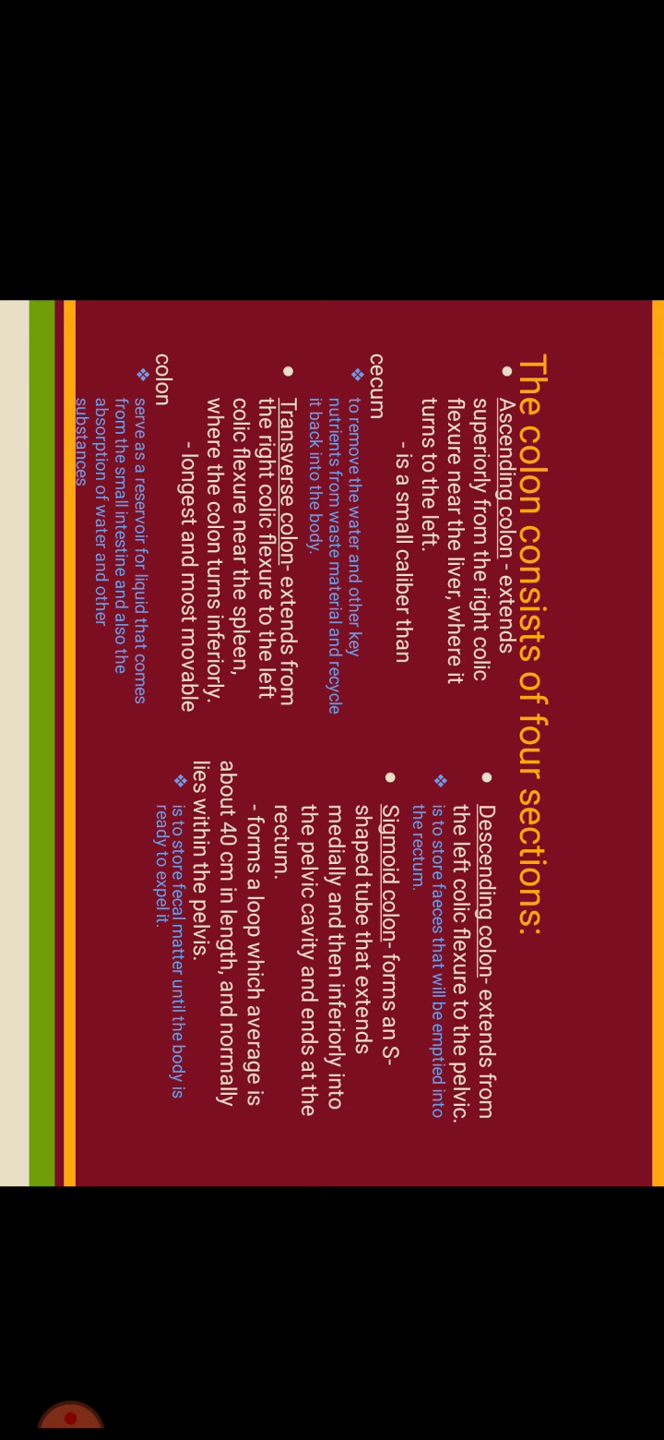 The colon consists of four sections:
● Ascending colon - extends
superiorly from the right colic
flexure near the liver, where it
turns to the left.
- is a small caliber than
cecum
❖ to remove the water and other key
nutrients from waste material and recycle
it back into the body.
● Transverse colon- extends from
the right colic flexure to the left
colic flexure near the spleen,
where the colon turns inferiorly.
- longest and most movable
colon
❖ serve as a reservoir for liquid that comes
from the small intestine and also the
absorption of water and other
substances
● Descending colon- extends from
the left colic flexure to the pelvic.
❖ is to store faeces that will be emptied into
the rectum.
● Sigmoid colon- forms an S-
shaped tube that extends
medially and then inferiorly into
the pelvic cavity and ends at the
rectum.
- forms a loop which average is
about 40 cm in length, and normally
lies within the pelvis.
❖ is to store fecal matter until the body is
ready to expel it.